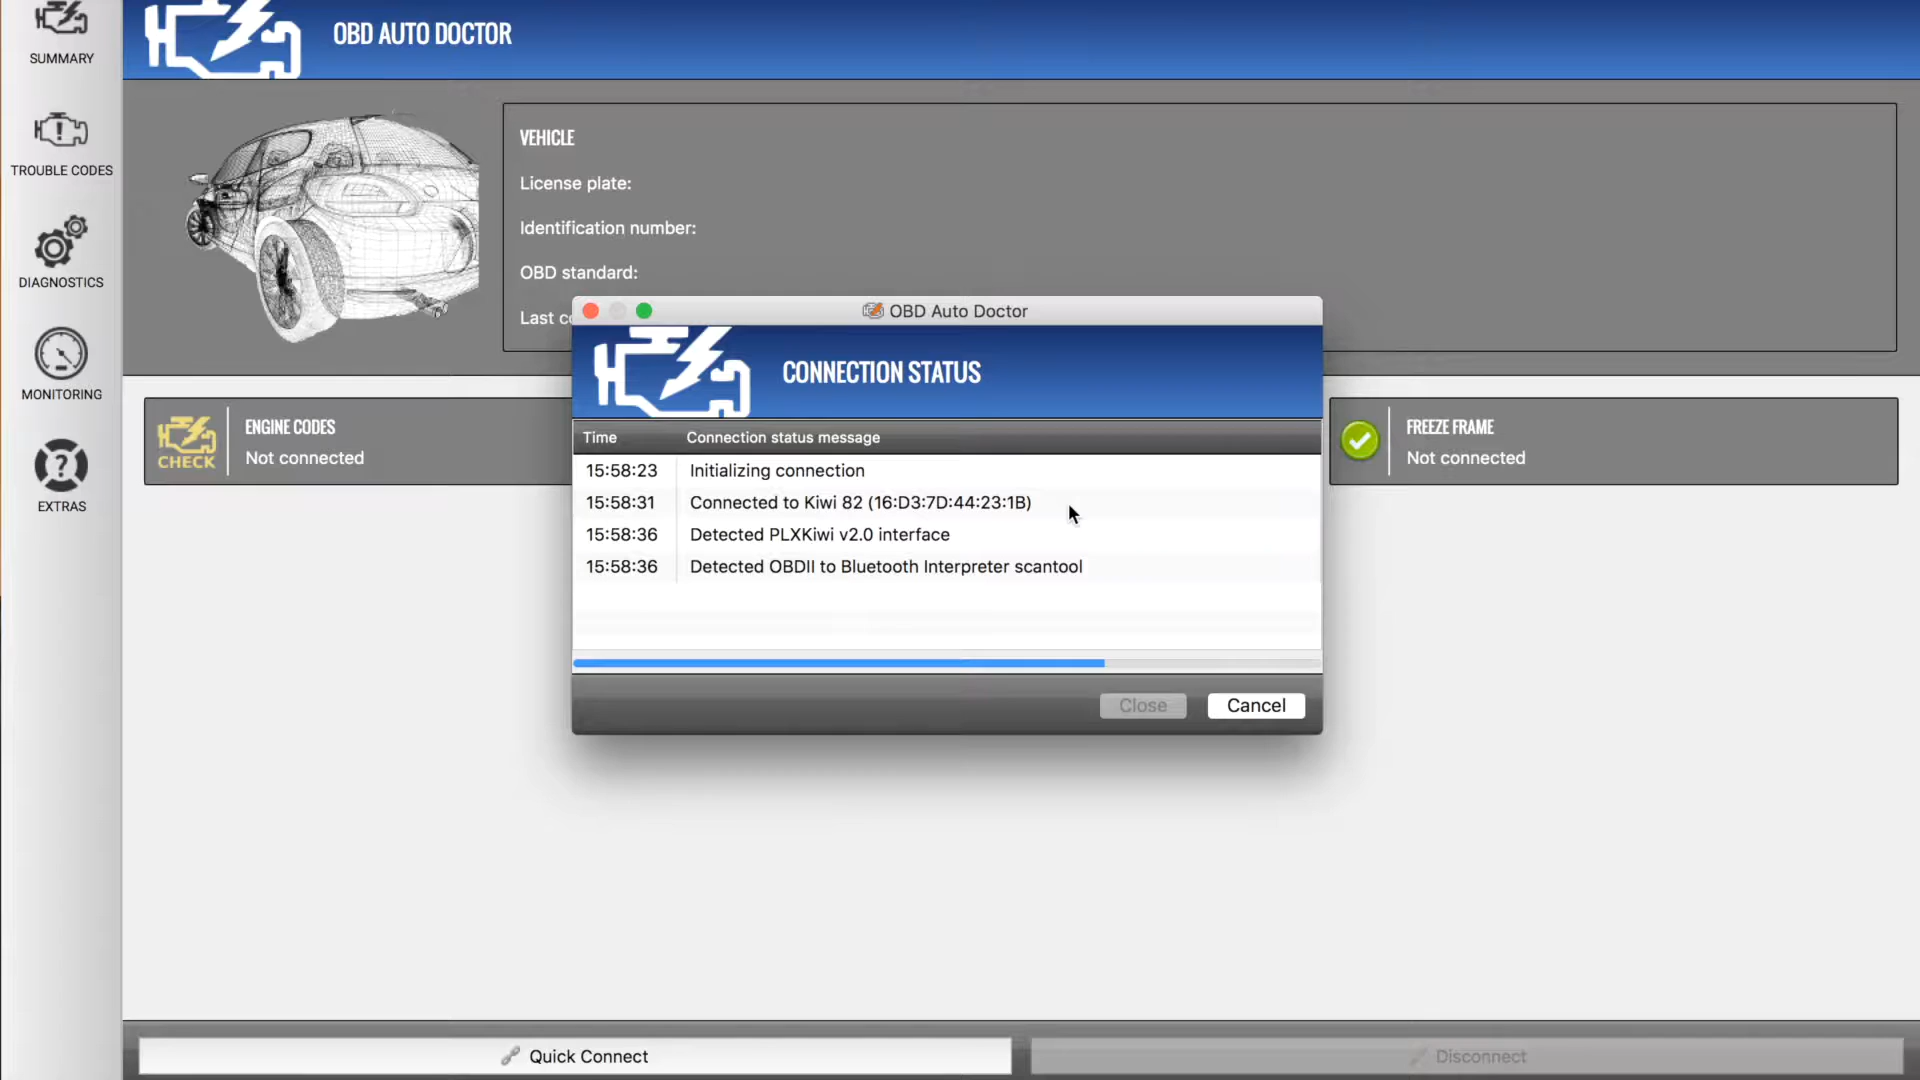 SUMMARY
TROUBLE CODES
DIAGNOSTICS
MONITORING
EXTRAS
OBD AUTO DOCTOR
VEHICLE
License plate:
Identification number:
OBD standard:
Last co
CHECK
ENGINE CODES
Not connected
FREEZE FRAME
Not connected
OBD Auto Doctor
CONNECTION STATUS
Time Connection status message
15:58:23 Initializing connection
15:58:31 Connected to Kiwi 82 (16:D3:7D:44:23:1B)
15:58:36 Detected PLXKiwi v2.0 interface
15:58:36 Detected OBDII to Bluetooth Interpreter scantool
Close Cancel
Quick Connect Disconnect